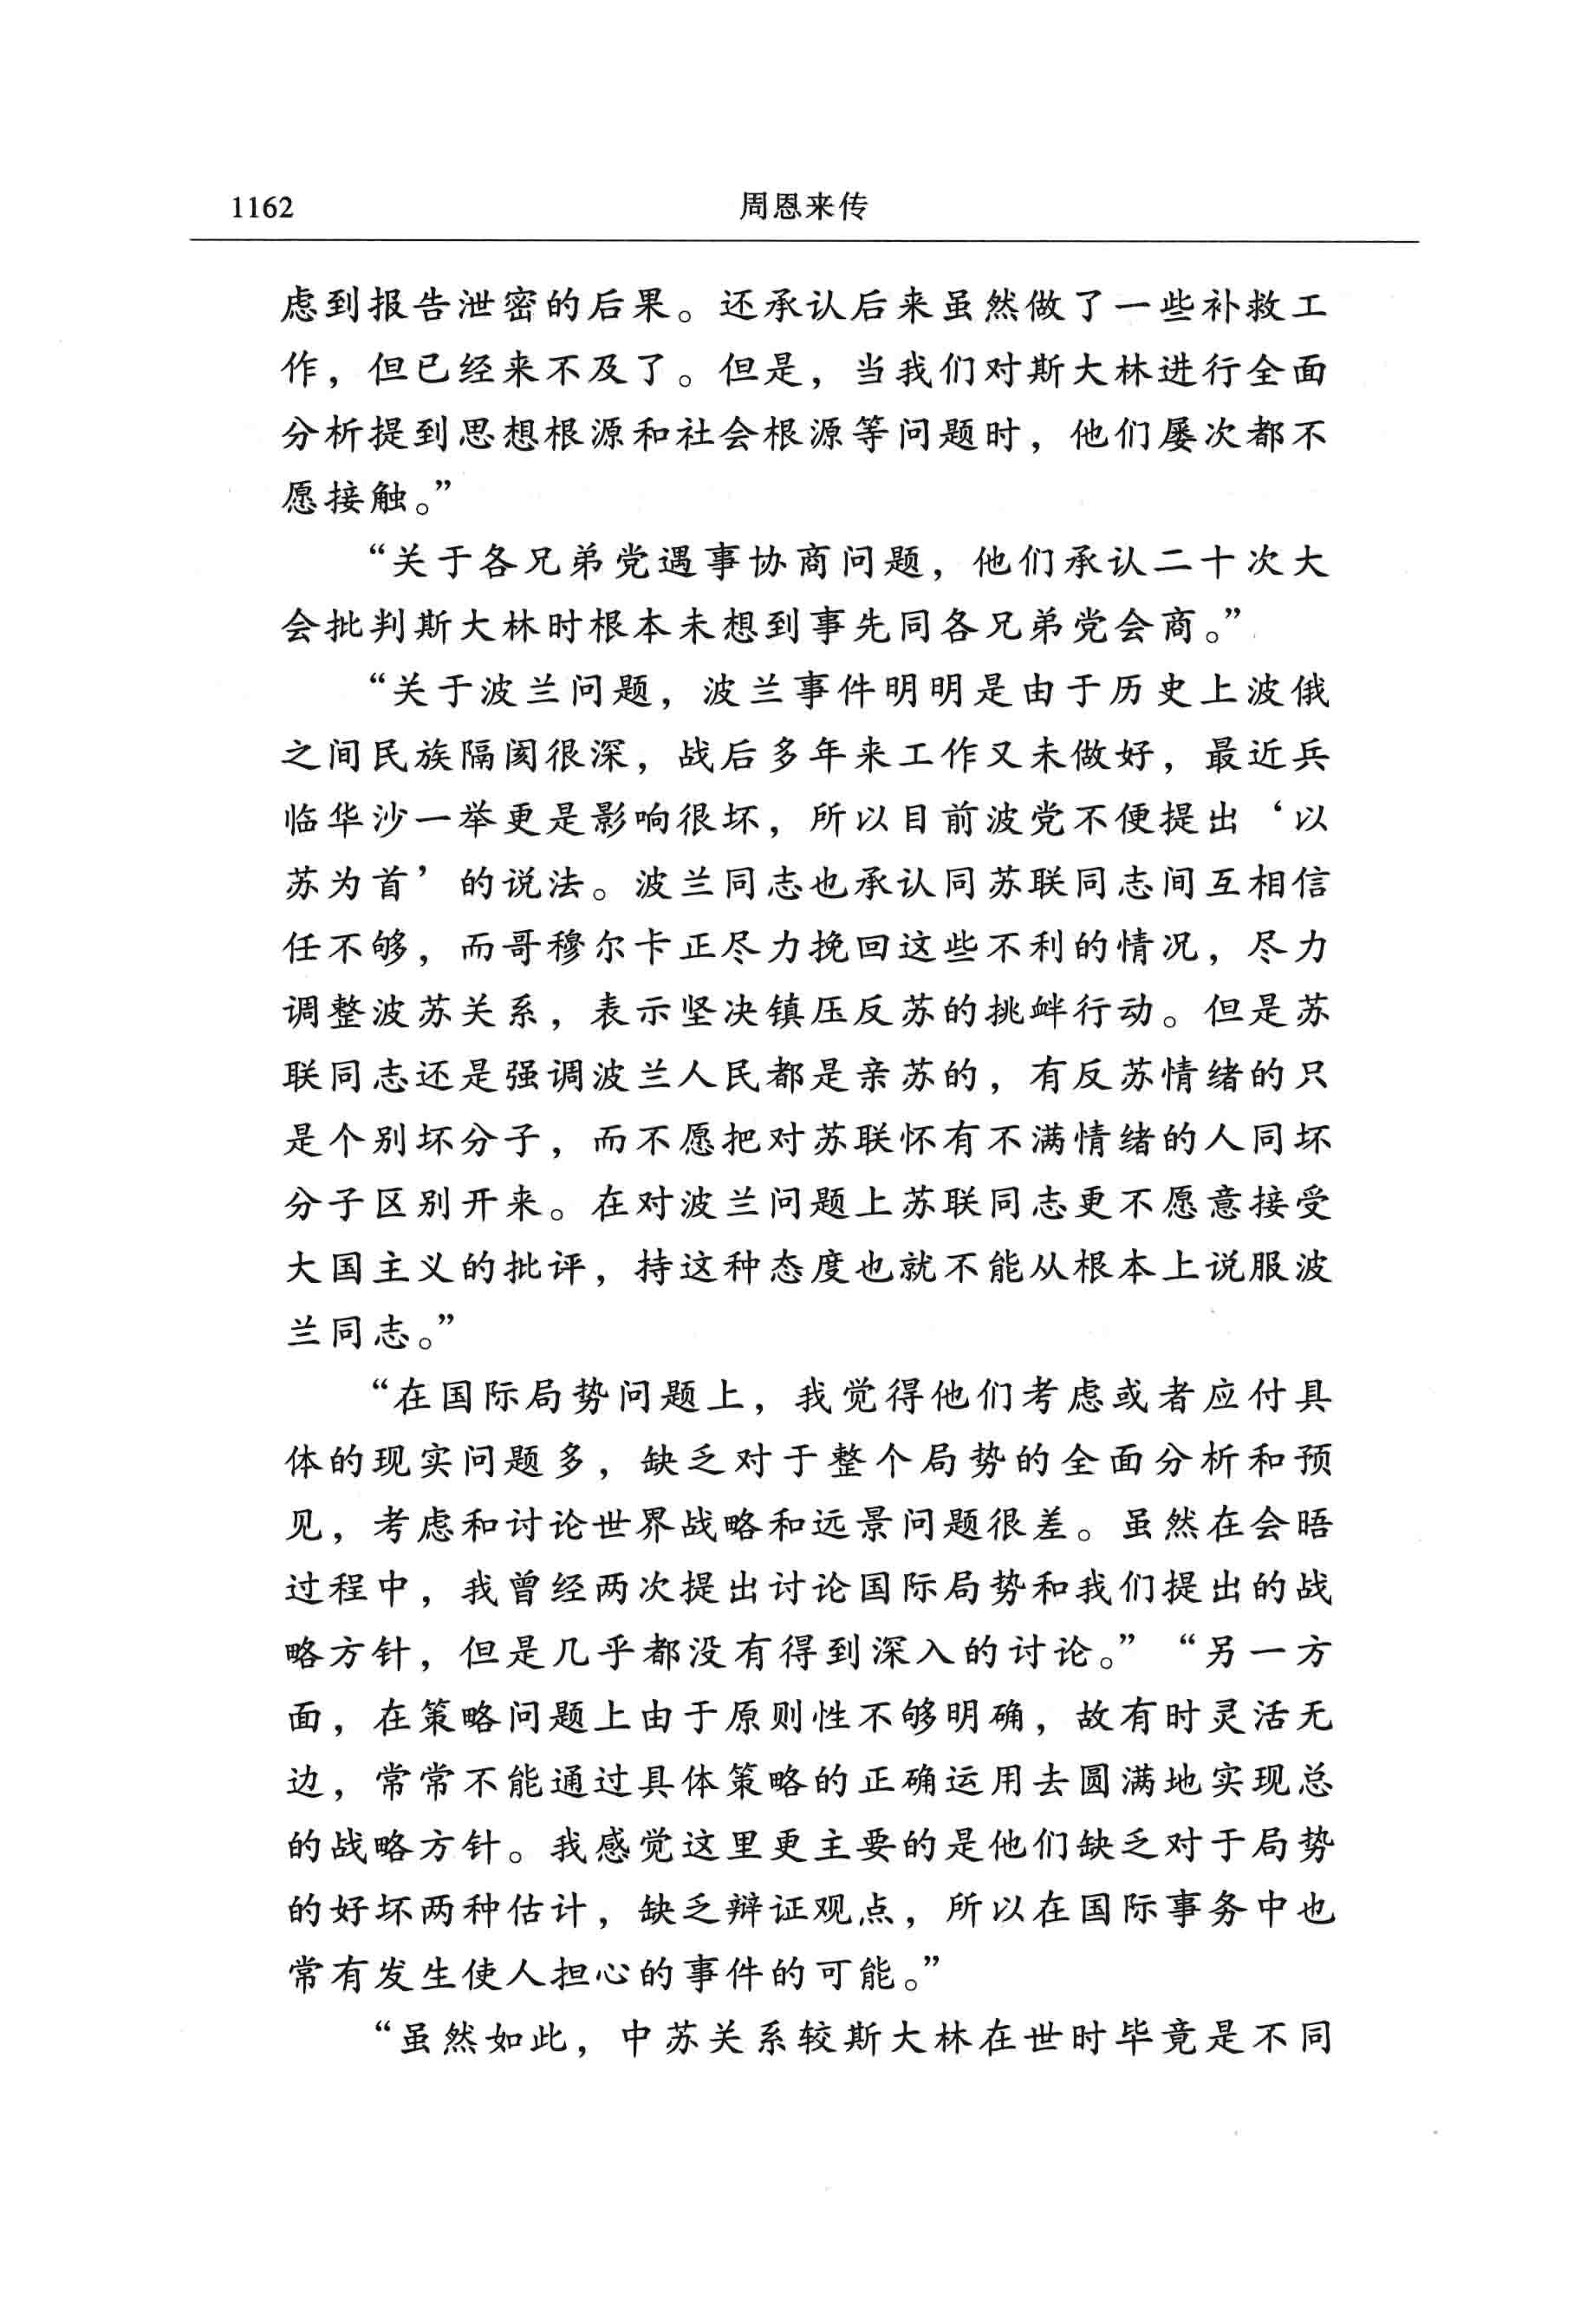 1162
周恩来传
虑到报告泄密的后果。还承认后来虽然做了一些补救工
作，但已经来不及了。但是，当我们对斯大林进行全面
分析提到思想根源和社会根源等问题时，他们屡次都不
愿接触。”
“关于各兄弟党遇事协商问题，他们承认二十次大
会批判斯大林时根本未想到事先同各兄弟党会商。”
“关于波兰问题，波兰事件明明是由于历史上波俄
之间民族隔阂很深，战后多年来工作又未做好，最近兵
临华沙一举更是影响很坏，所以目前波党不便提出‘以
苏为首’的说法。波兰同志也承认同苏联同志间互相信
任不够，而哥穆尔卡正尽力挽回这些不利的情况，尽力
调整波苏关系，表示坚决镇压反苏的挑衅行动。但是苏
联同志还是强调波兰人民都是亲苏的，有反苏情绪的只
是个别坏分子，而不愿把对苏联怀有不满情绪的人同坏
分子区别开来。在对波兰问题上苏联同志更不愿意接受
大国主义的批评，持这种态度也就不能从根本上说服波
兰同志。”
“在国际局势问题上，我觉得他们考虑或者应付具
体的现实问题多，缺乏对于整个局势的全面分析和预
见，考虑和讨论世界战略和远景问题很差。虽然在会晤
过程中，我曾经两次提出讨论国际局势和我们提出的战
略方针，但是几乎都没有得到深入的讨论。”“另一方
面，在策略问题上由于原则性不够明确，故有时灵活无
边，常常不能通过具体策略的正确运用去圆满地实现总
的战略方针。我感觉这里更主要的是他们缺乏对于局势
的好坏两种估计，缺乏辩证观点，所以在国际事务中也
常有发生使人担心的事件的可能。”
“虽然如此，中苏关系较斯大林在世时毕竟是不同